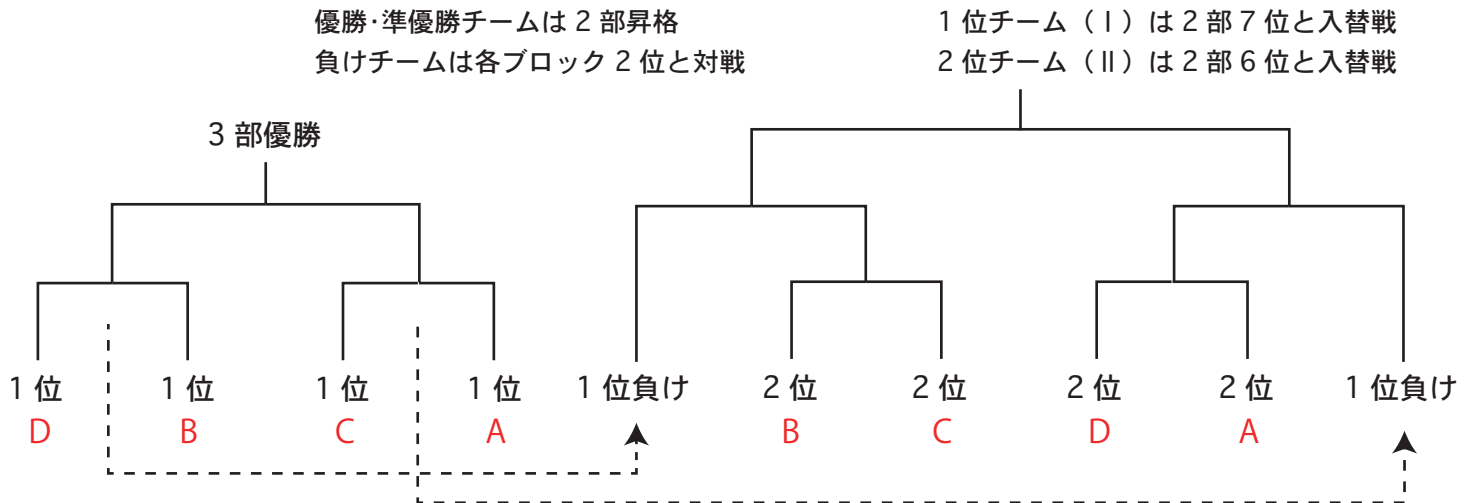 優勝・準優勝チームは 2 部昇格
負けチームは各ブロック 2 位と対戦
1 位チーム（Ⅰ）は 2 部 7 位と入替戦
2 位チーム（Ⅱ）は 2 部 6 位と入替戦
3 部優勝
1 位 1 位 1 位 1 位 1 位負け 2 位 2 位 2 位 2 位 1 位負け
D B C A B C D A